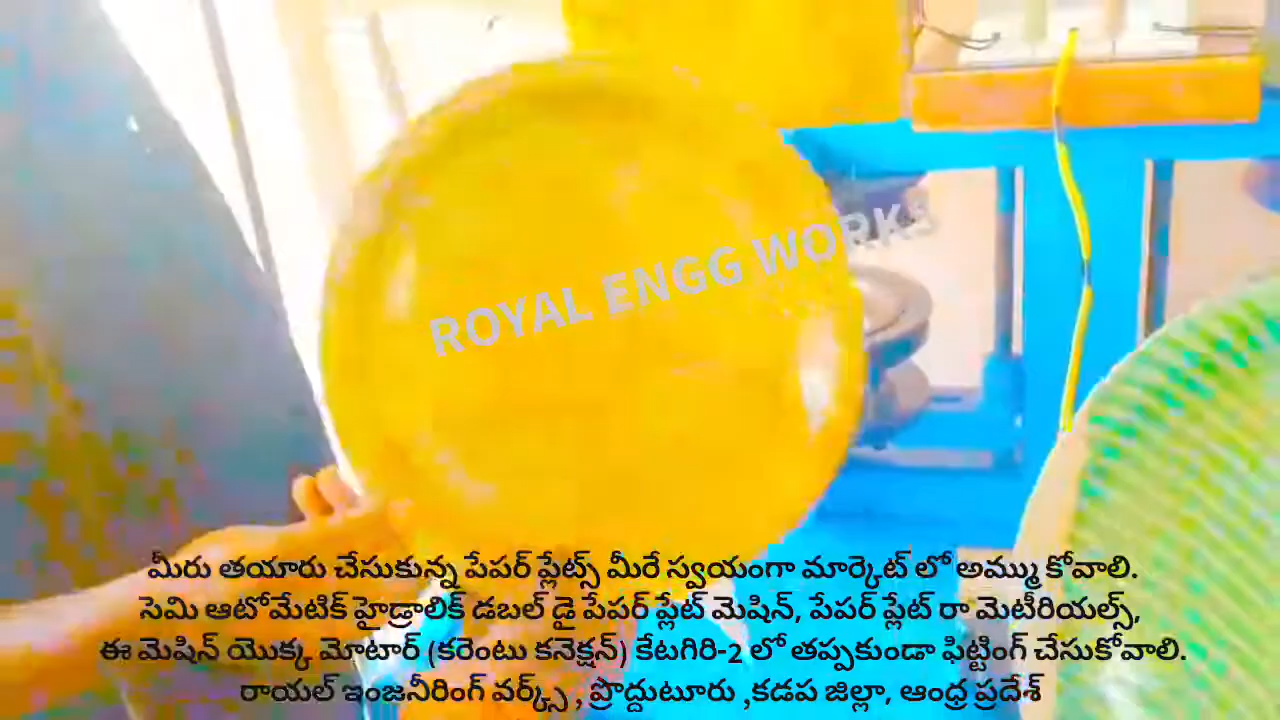 ROYAL ENGG WORKS
మీరు తయారు చేసుకున్న పేపర్ ప్లేట్స్ మీరే స్వయంగా మార్కెట్ లో అమ్ము కోవాలి.
సెమి ఆటోమేటిక్ హైడ్రాలిక్ డబల్ డై పేపర్ ప్లేట్ మెషిన్, పేపర్ ప్లేట్ రా మెటీరియల్స్,
ఈ మెషిన్ యొక్క మోటార్ (కరెంటు కనెక్షన్) కేటగిరి-2 లో తప్పకుండా ఫిట్టింగ్ చేసుకోవాలి.
రాయల్ ఇంజనీరింగ్ వర్క్స్ , ప్రొద్దుటూరు ,కడప జిల్లా, ఆంధ్ర ప్రదేశ్